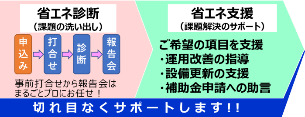 省エネ診断
（課題の洗い出し）
申込み
打合せ
診断
報告会
事前打合せから報告会は
まるごとプロにお任せ！
省エネ支援
（課題解決のサポート）
ご希望の項目を支援
・運用改善の指導
・設備更新の支援
・補助金申請への助言
切れ目なくサポートします!!